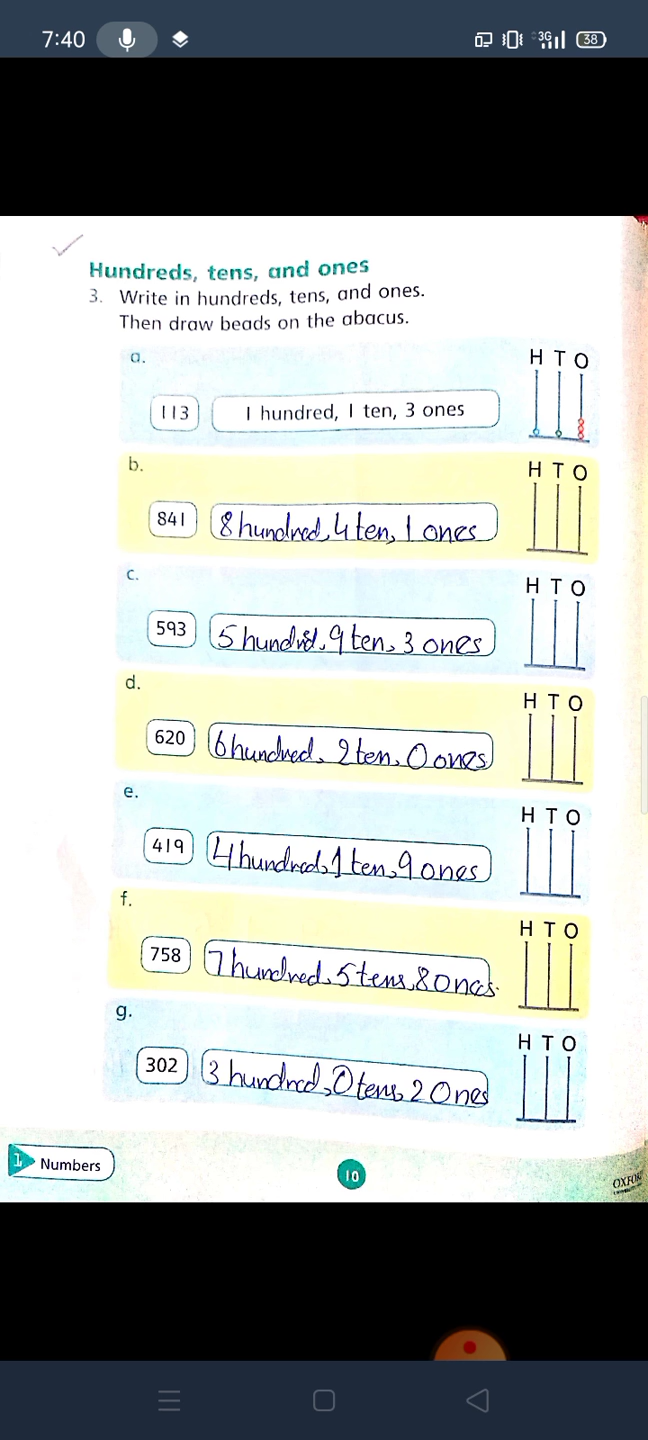 7:40
3G 38
Hundreds, tens, and ones
3. Write in hundreds, tens, and ones.
Then draw beads on the abacus.
a.
H T O
113
1 hundred, 1 ten, 3 ones
b.
H T O
841
8 hundred, 4 ten, 1 ones
c.
H T O
593
5 hundred, 9 ten, 3 ones
d.
H T O
620
6 hundred, 2 ten, 0 ones
e.
H T O
419
4 hundred, 1 ten, 9 ones
f.
H T O
758
7 hundred, 5 tens, 8 ones.
g.
H T O
302
3 hundred, 0 tens, 2 Ones
1 Numbers
10